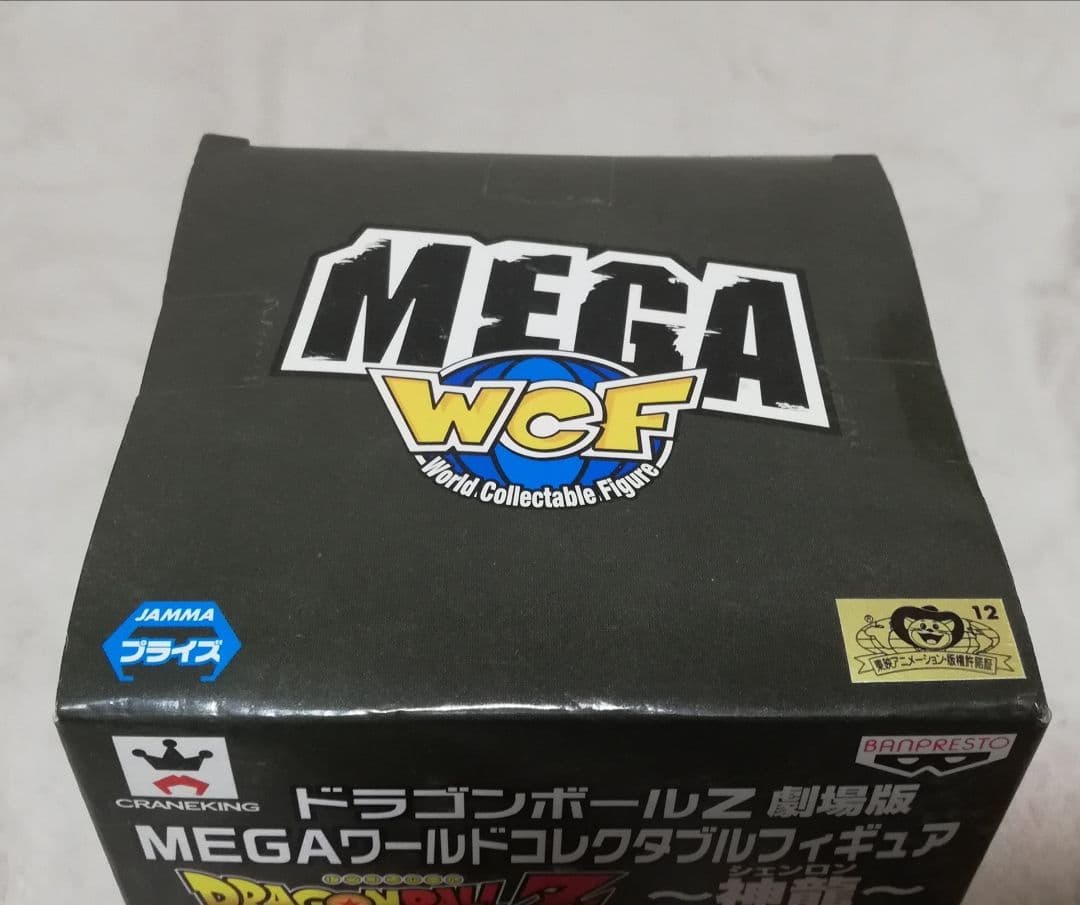 MEGA
WCF
World Collectable Figure
JAMMA
プライズ
12
®
東映アニメーション・版権許諾証
BANPRESTO
CRANEKING
ドラゴンボールZ 劇場版
MEGAワールドコレクタブルフィギュア
DRAGON BALL Z
シェンロン
～神龍～